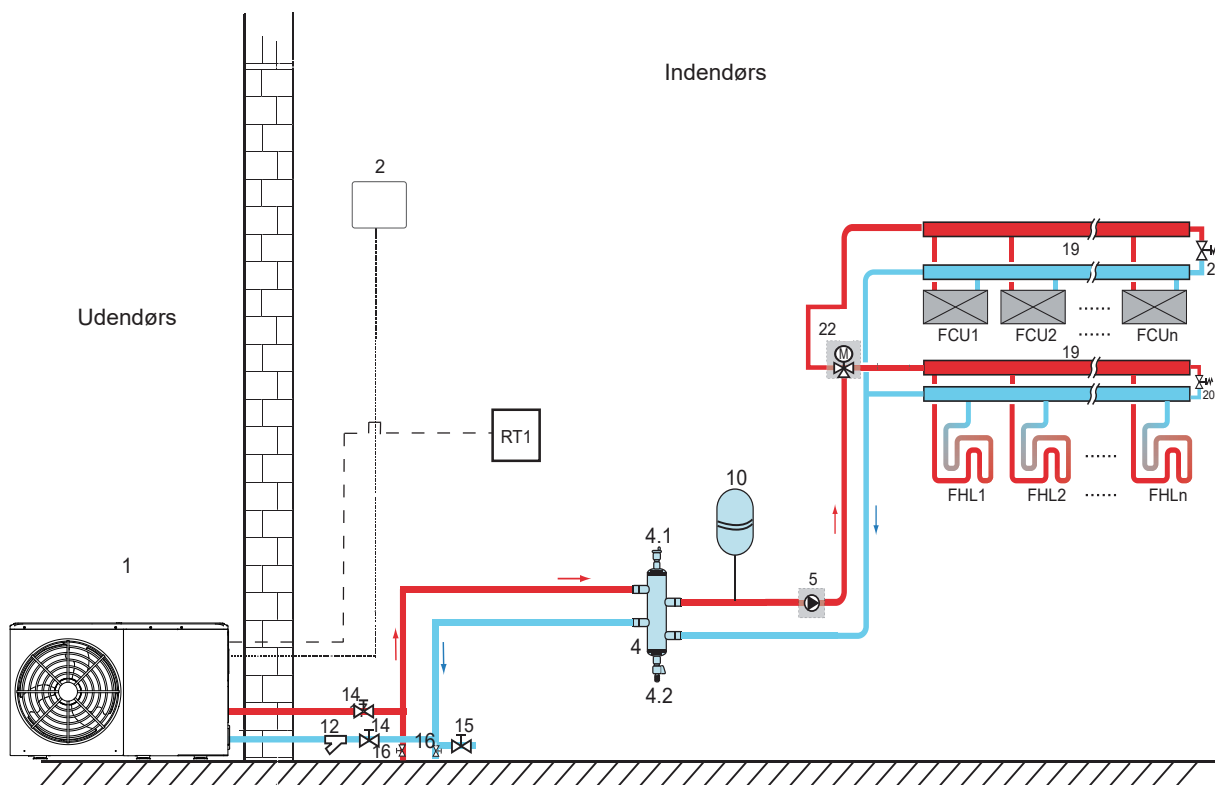 Indendørs
2
Udendørs
19
2
FCU1
FCU2
......
FCUn
......
22
M
19
20
RT1
10
FHL1
FHL2
......
......
FHLn
4.1
5
1
4
4.2
14
12
14
15
16
16